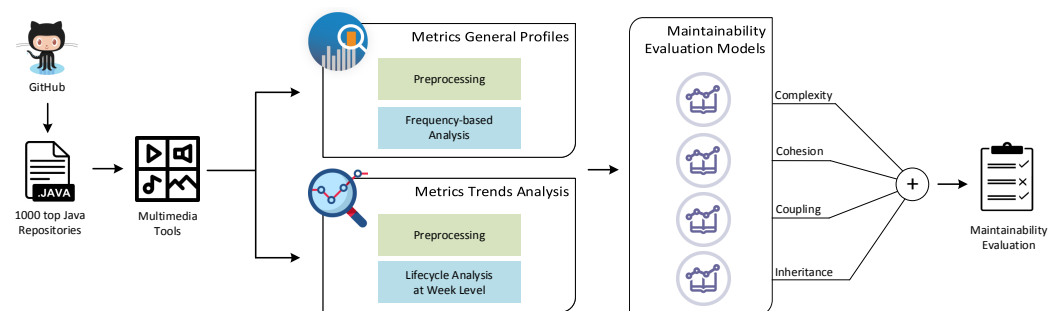 GitHub
.JAVA
1000 top Java
Repositories
Multimedia
Tools
Metrics General Profiles
Preprocessing
Frequency-based
Analysis
Metrics Trends Analysis
Preprocessing
Lifecycle Analysis
at Week Level
Maintainability
Evaluation Models
Complexity
Cohesion
Coupling
Inheritance
+
Maintainability
Evaluation